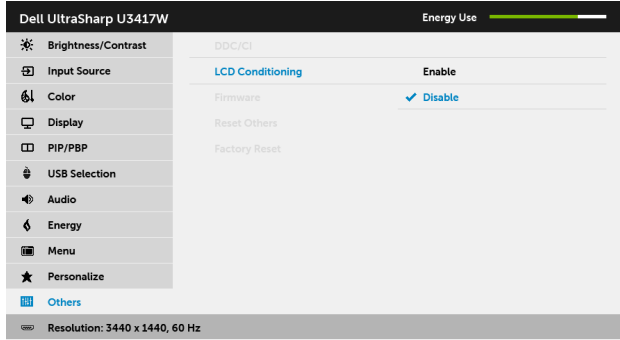 Dell UltraSharp U3417W Energy Use
Brightness/Contrast DDC/CI
Input Source LCD Conditioning Enable
Color Firmware Disable
Display Reset Others
PIP/PBP Factory Reset
USB Selection
Audio
Energy
Menu
Personalize
Others
Resolution: 3440 x 1440, 60 Hz